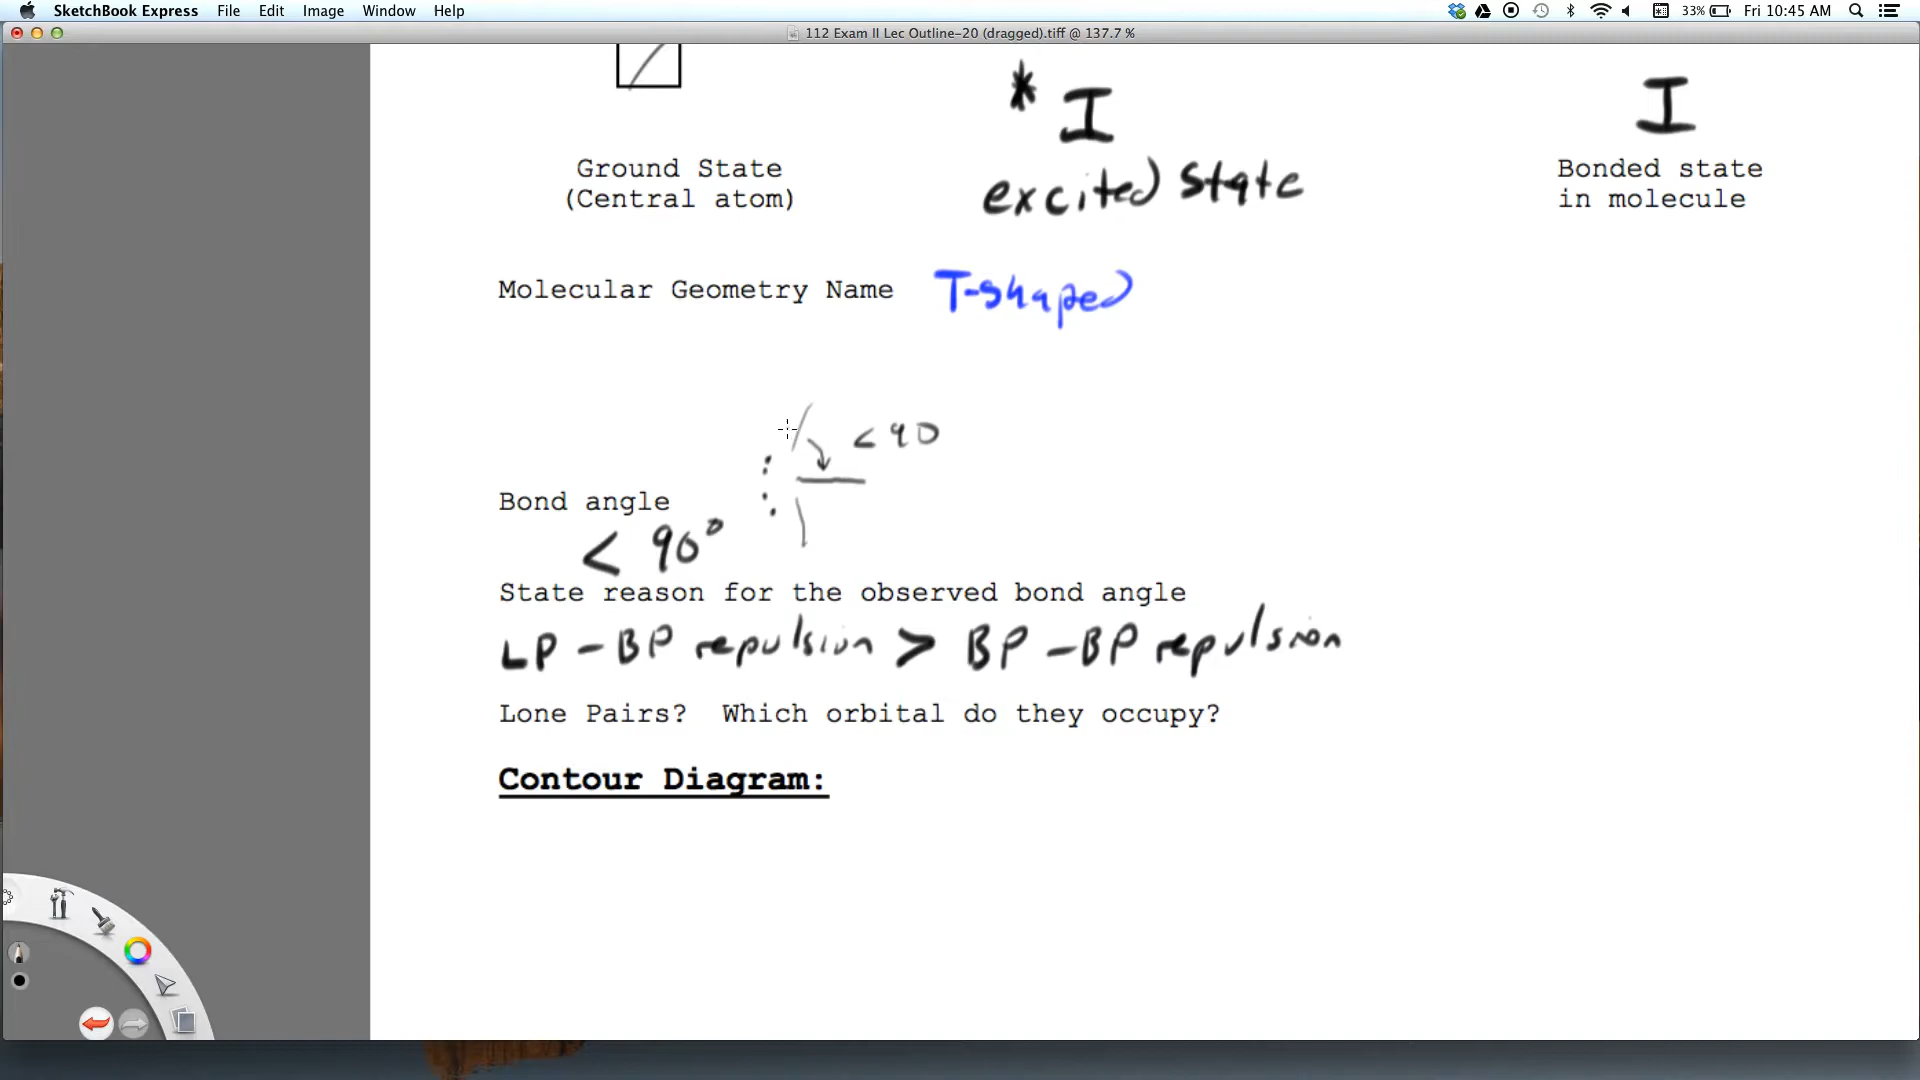 SketchBook Express File Edit Image Window Help 33% Fri 10:45 AM
112 Exam II Lec Outline-20 (dragged).tiff @ 137.7 %
* I I
Ground State Bonded state
(Central atom) excited state in molecule
Molecular Geometry Name T-shaped
< 90
Bond angle
< 90°
State reason for the observed bond angle
LP - BP repulsion > BP - BP repulsion
Lone Pairs? Which orbital do they occupy?
Contour Diagram: